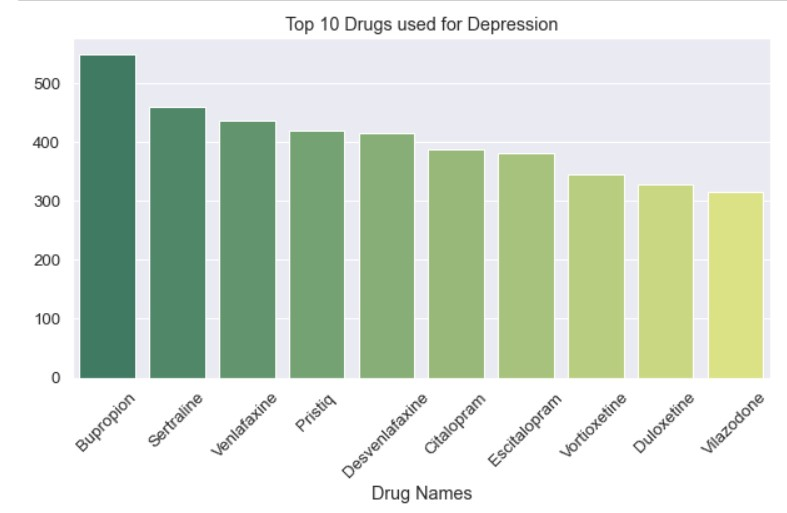 Top 10 Drugs used for Depression
500
400
300
200
100
0
Bupropion
Sertraline
Venlafaxine
Pristiq
Desvenlafaxine
Citalopram
Escitalopram
Vortioxetine
Duloxetine
Vilazodone
Drug Names